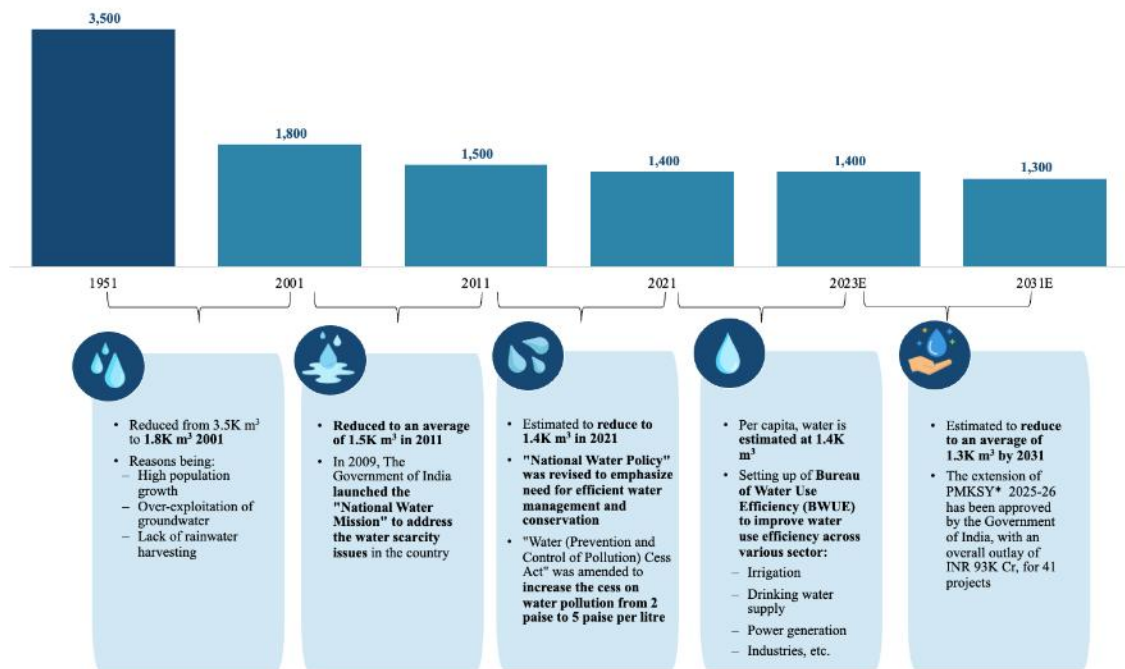 3,500
1,800
1,500
1,400
1,400
1,300
1951
2001
2011
2021
2023E
2031E
• Reduced from 3.5K m³
to 1.8K m³ 2001
• Reasons being:
– High population
growth
– Over-exploitation of
groundwater
– Lack of rainwater
harvesting
• Reduced to an average
of 1.5K m³ in 2011
• In 2009, The
Government of India
launched the
"National Water
Mission" to address
the water scarcity
issues in the country
• Estimated to reduce to
1.4K m³ in 2021
• "National Water Policy"
was revised to emphasize
need for efficient water
management and
conservation
• "Water (Prevention and
Control of Pollution) Cess
Act" was amended to
increase the cess on
water pollution from 2
paise to 5 paise per litre
• Per capita, water is
estimated at 1.4K
m³
• Setting up of Bureau
of Water Use
Efficiency (BWUE)
to improve water
use efficiency across
various sector:
– Irrigation
– Drinking water
supply
– Power generation
– Industries, etc.
• Estimated to reduce
to an average of
1.3K m³ by 2031
• The extension of
PMKSY* 2025-26
has been approved
by the Government
of India, with an
overall outlay of
INR 93K Cr, for 41
projects